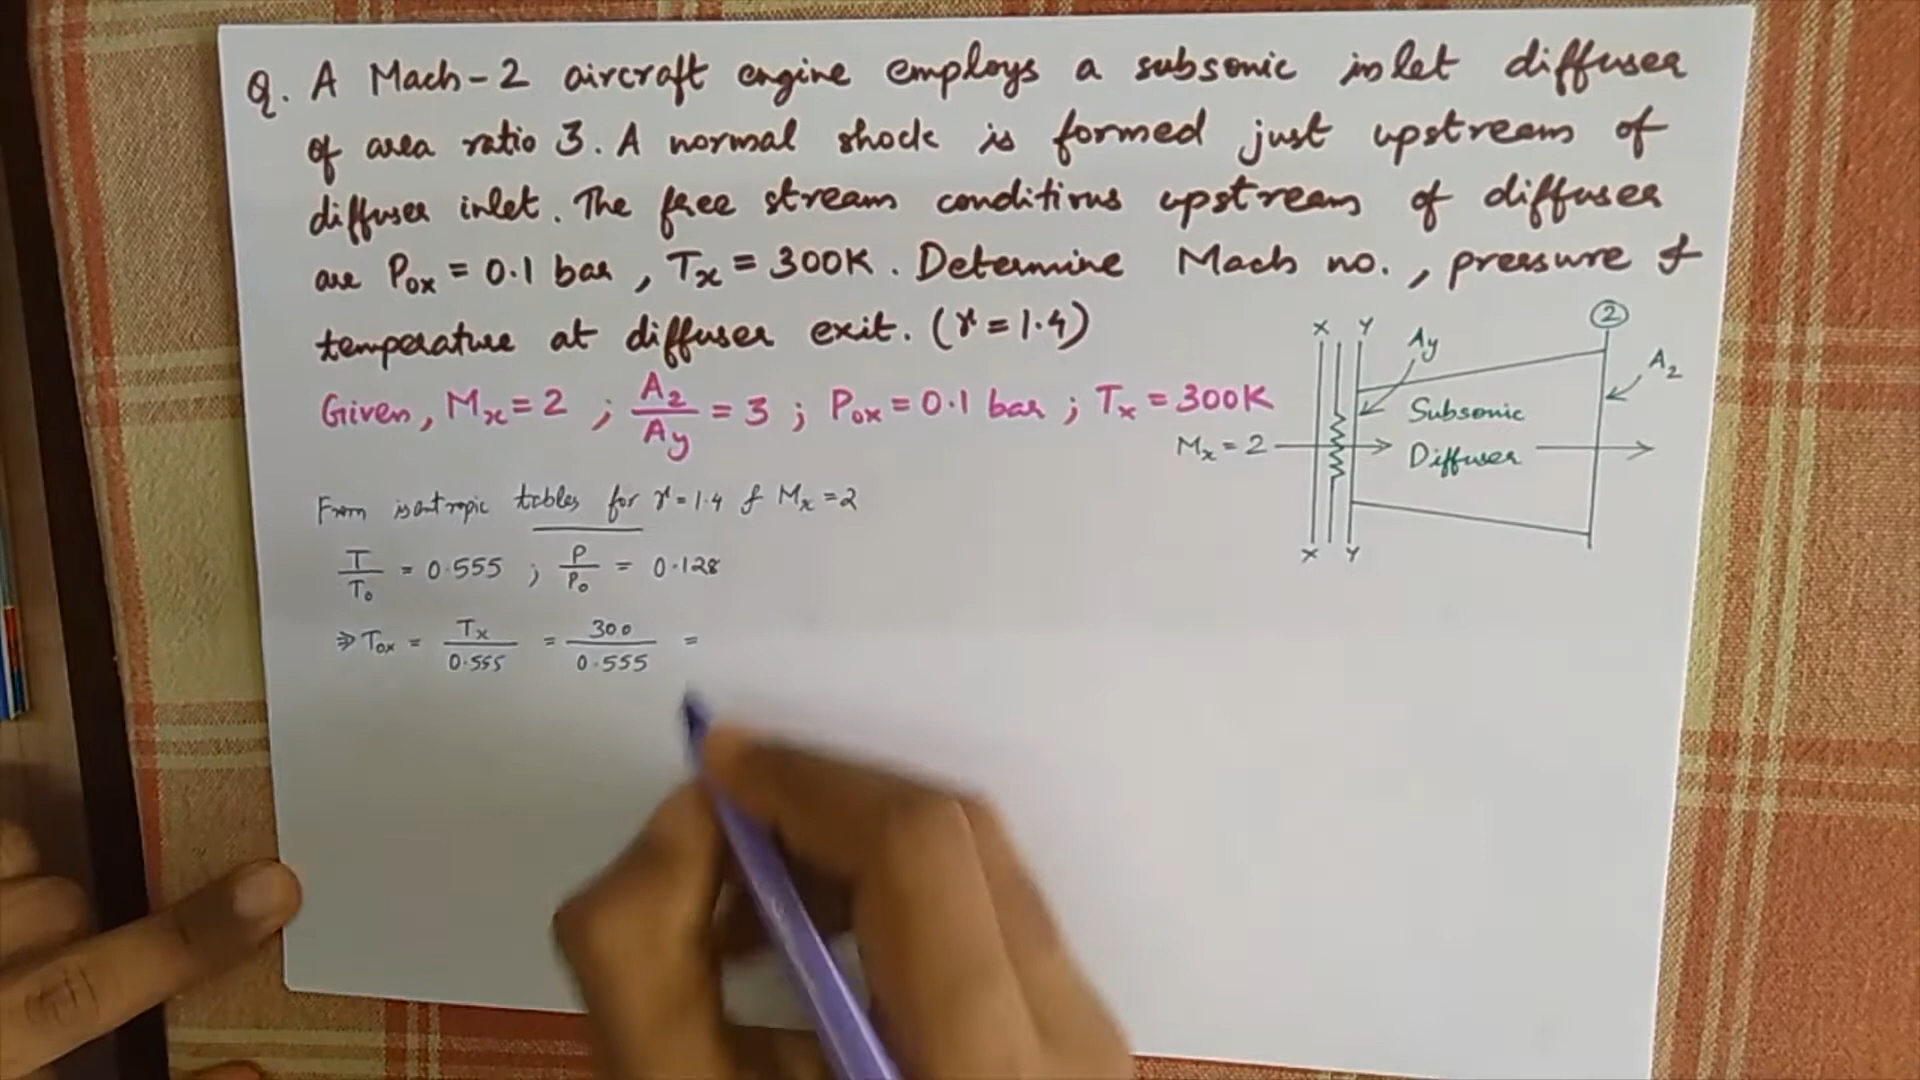 Q. A Mach-2 aircraft engine employs a subsonic inlet diffuser
of area ratio 3. A normal shock is formed just upstream of
diffuser inlet. The free stream conditions upstream of diffuser
are Pox = 0.1 bar, Tx = 300K. Determine Mach no., pressure &
temperature at diffuser exit. (γ = 1.4)
Given, Mx = 2 ; A2/Ay = 3 ; Pox = 0.1 bar ; Tx = 300K
x y Ay 2 A2
Subsonic
Mx = 2 Diffuser
x y
From isentropic tables for γ = 1.4 & Mx = 2
T/To = 0.555 ; P/Po = 0.128
⇒ Tox = Tx/0.555 = 300/0.555 =